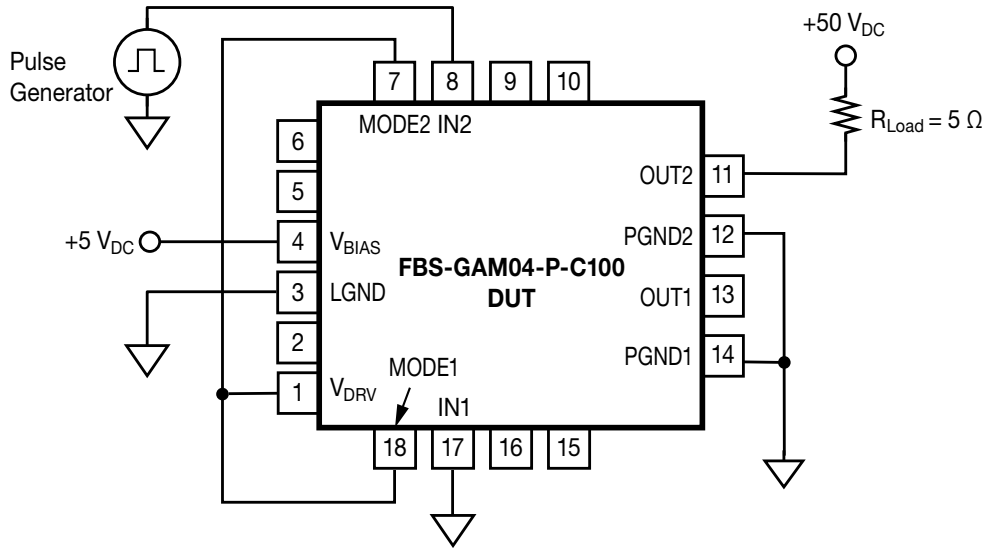 +50 V_DC
Pulse
Generator
7
8
9
10
R_Load = 5 Ω
MODE2 IN2
6
5
OUT2
11
+5 V_DC
4
V_BIAS
PGND2
12
FBS-GAM04-P-C100
DUT
3
LGND
OUT1
13
2
MODE1
PGND1
14
1
V_DRV
IN1
18
17
16
15